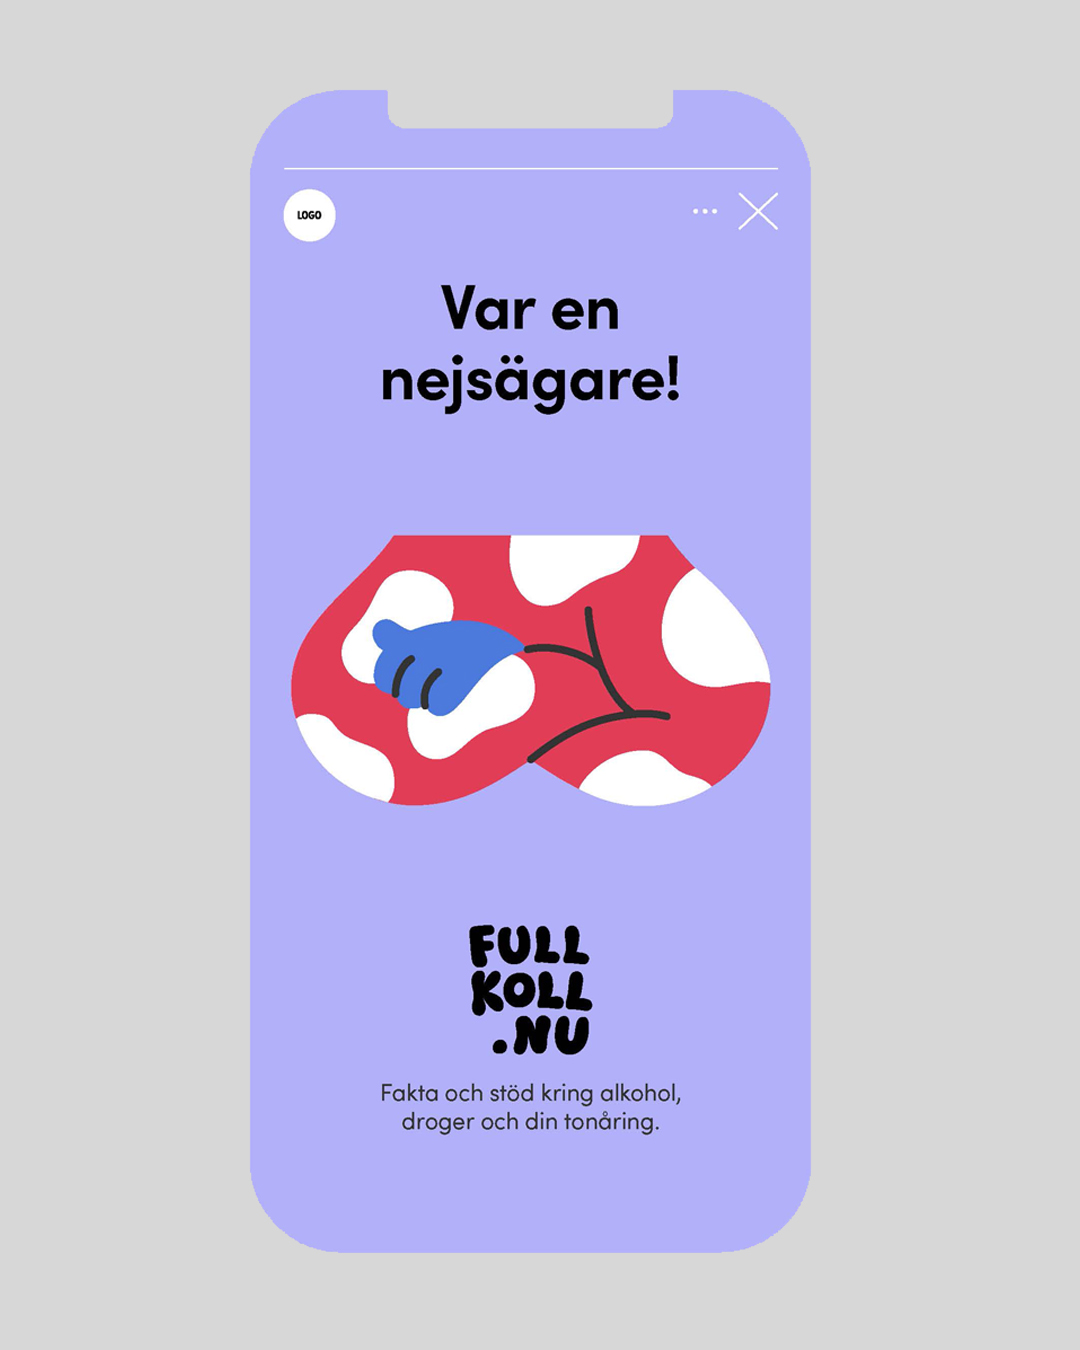 LOGO
Var en
nejsägare!
FULL
KOLL
.NU
Fakta och stöd kring alkohol,
droger och din tonåring.